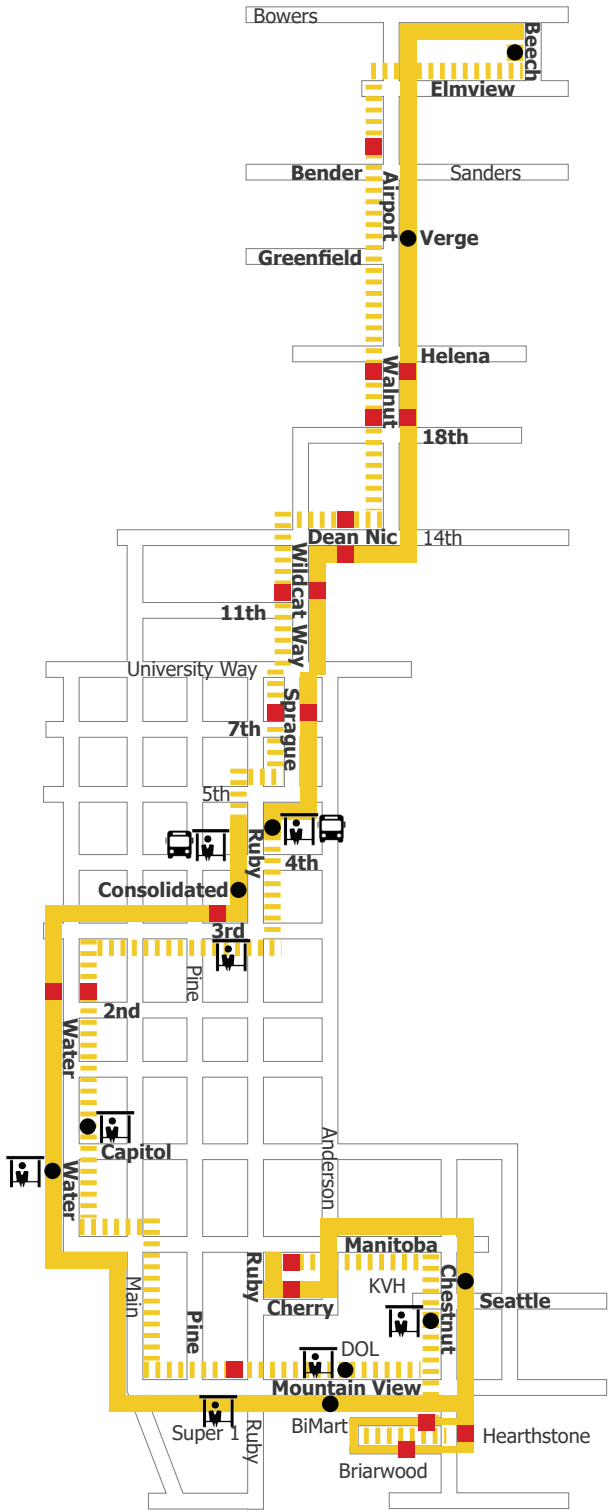 Bowers
Beech
Elmview
Bender
Airport
Sanders
Verge
Greenfield
Helena
Walnut
18th
Dean Nic
14th
Wildcat Way
11th
University Way
Sprague
7th
5th
Ruby
4th
Consolidated
3rd
Pine
2nd
Water
Capitol
Anderson
Water
Manitoba
Ruby
KVH
Chestnut
Seattle
Cherry
Main
Pine
DOL
Mountain View
Super 1
Ruby
BiMart
Hearthstone
Briarwood